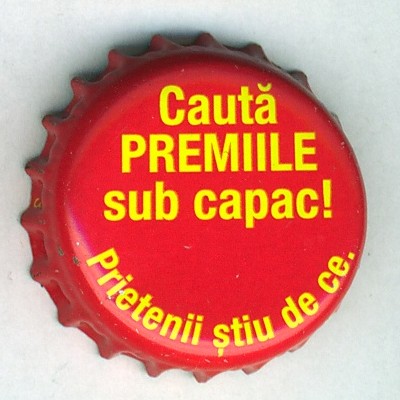 Caută
PREMIILE
sub capac!
Prietenii știu de ce.